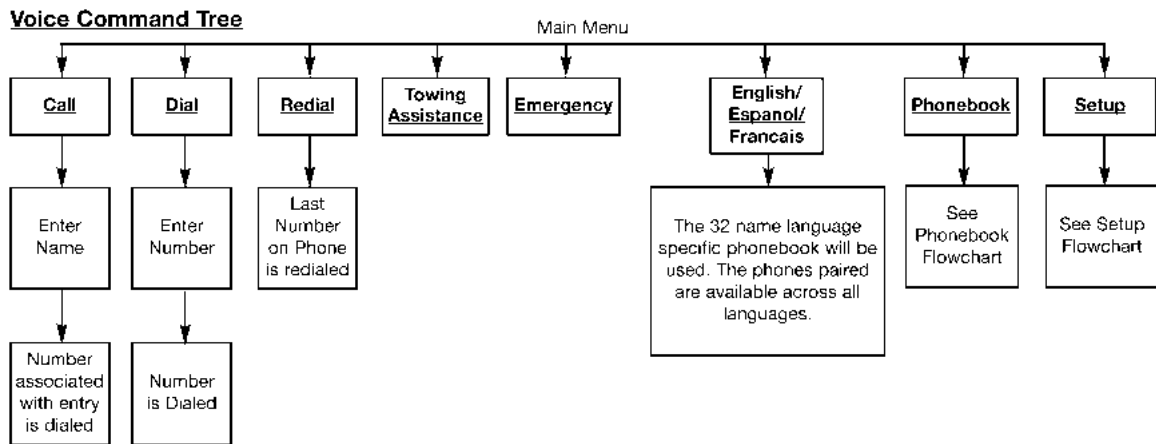 Voice Command Tree
Main Menu
Call
Dial
Redial
Towing
Assistance
Emergency
English/
Espanol/
Francais
Phonebook
Setup
Enter
Name
Enter
Number
Last
Number
on Phone
is redialed
The 32 name language
specific phonebook will be
used. The phones paired
are available across all
languages.
See
Phonebook
Flowchart
See Setup
Flowchart
Number
associated
with entry
is dialed
Number
is Dialed